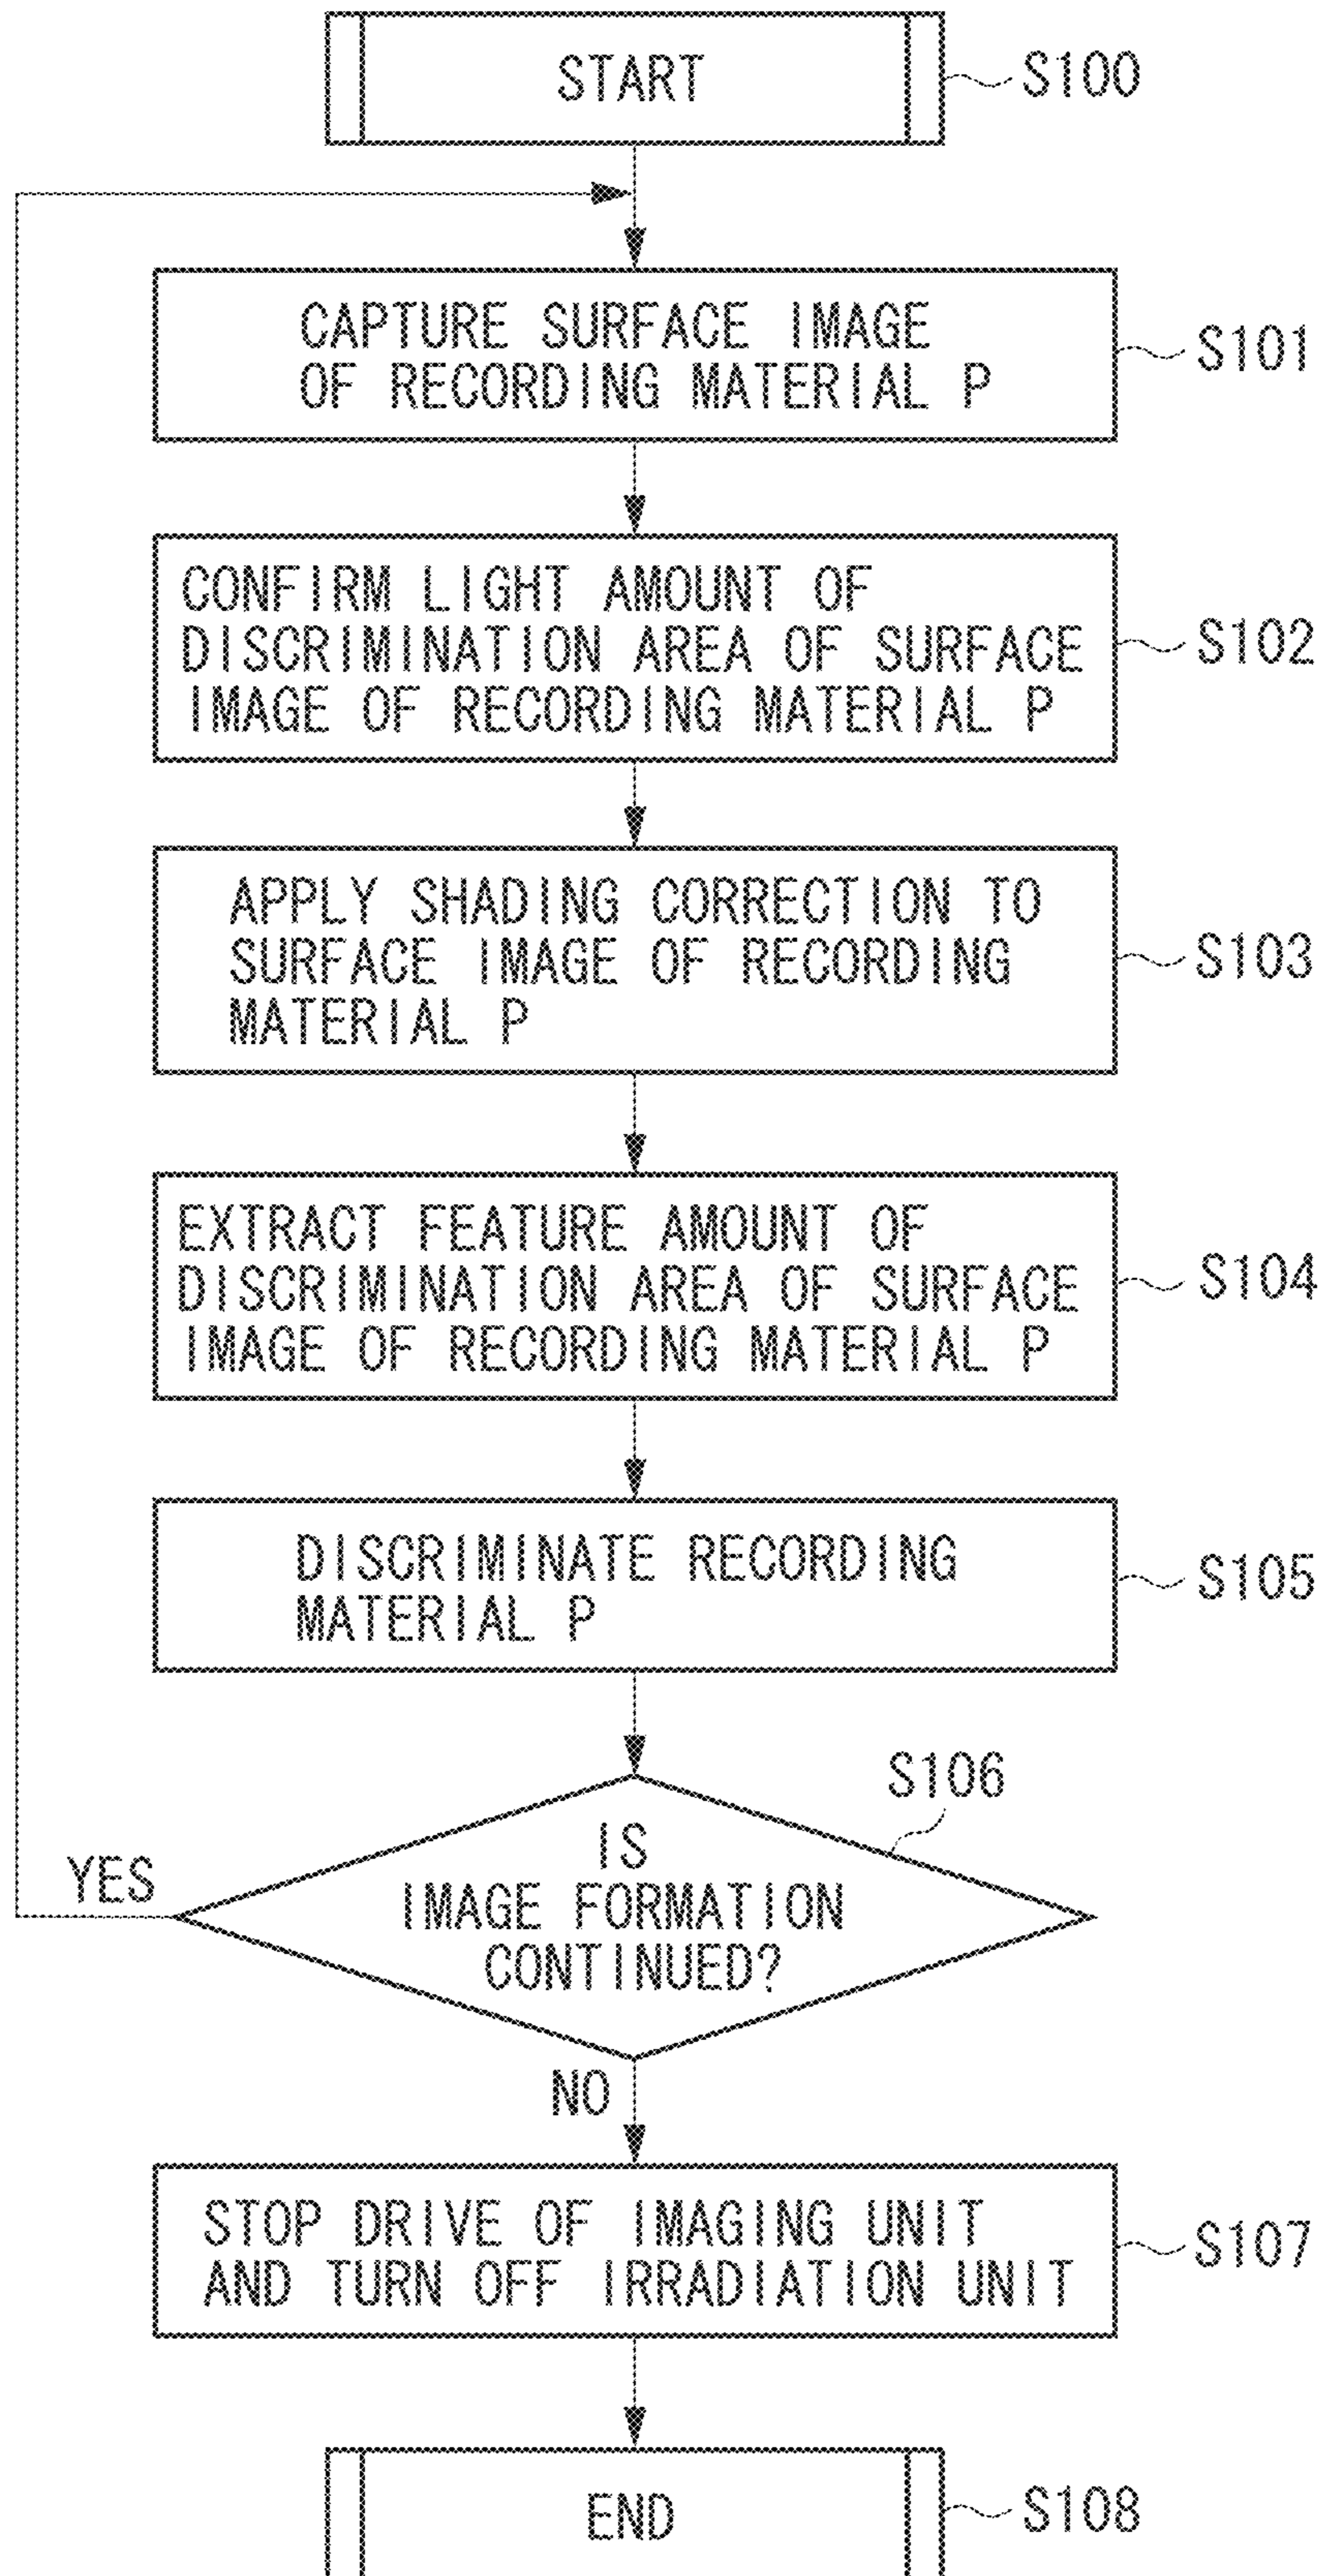 START
S100
CAPTURE SURFACE IMAGE
OF RECORDING MATERIAL P
S101
CONFIRM LIGHT AMOUNT OF
DISCRIMINATION AREA OF SURFACE
IMAGE OF RECORDING MATERIAL P
S102
APPLY SHADING CORRECTION TO
SURFACE IMAGE OF RECORDING
MATERIAL P
S103
EXTRACT FEATURE AMOUNT OF
DISCRIMINATION AREA OF SURFACE
IMAGE OF RECORDING MATERIAL P
S104
DISCRIMINATE RECORDING
MATERIAL P
S105
S106
IS
IMAGE FORMATION
CONTINUED?
YES
NO
STOP DRIVE OF IMAGING UNIT
AND TURN OFF IRRADIATION UNIT
S107
END
S108